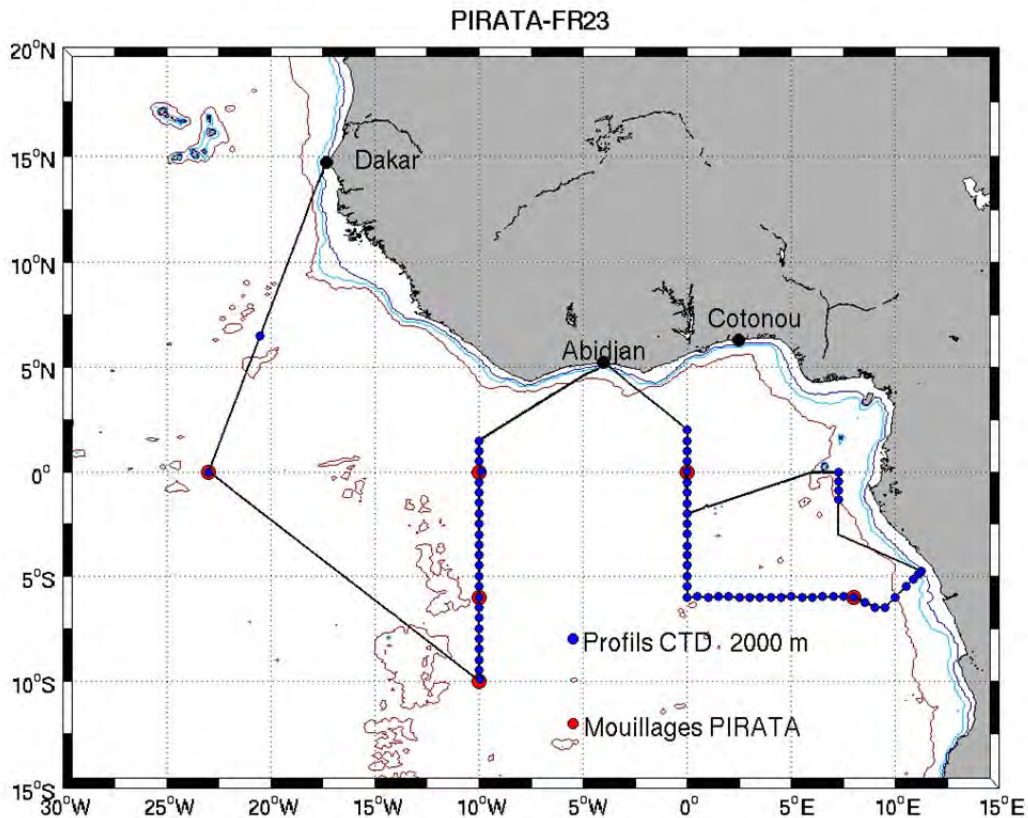 PIRATA-FR23
20°N
15°N
10°N
5°N
0°
5°S
10°S
15°S
Dakar
Cotonou
Abidjan
Profils CTD . 2000 m
Mouillages PIRATA
30°W 25°W 20°W 15°W 10°W 5°W 0° 5°E 10°E 15°E